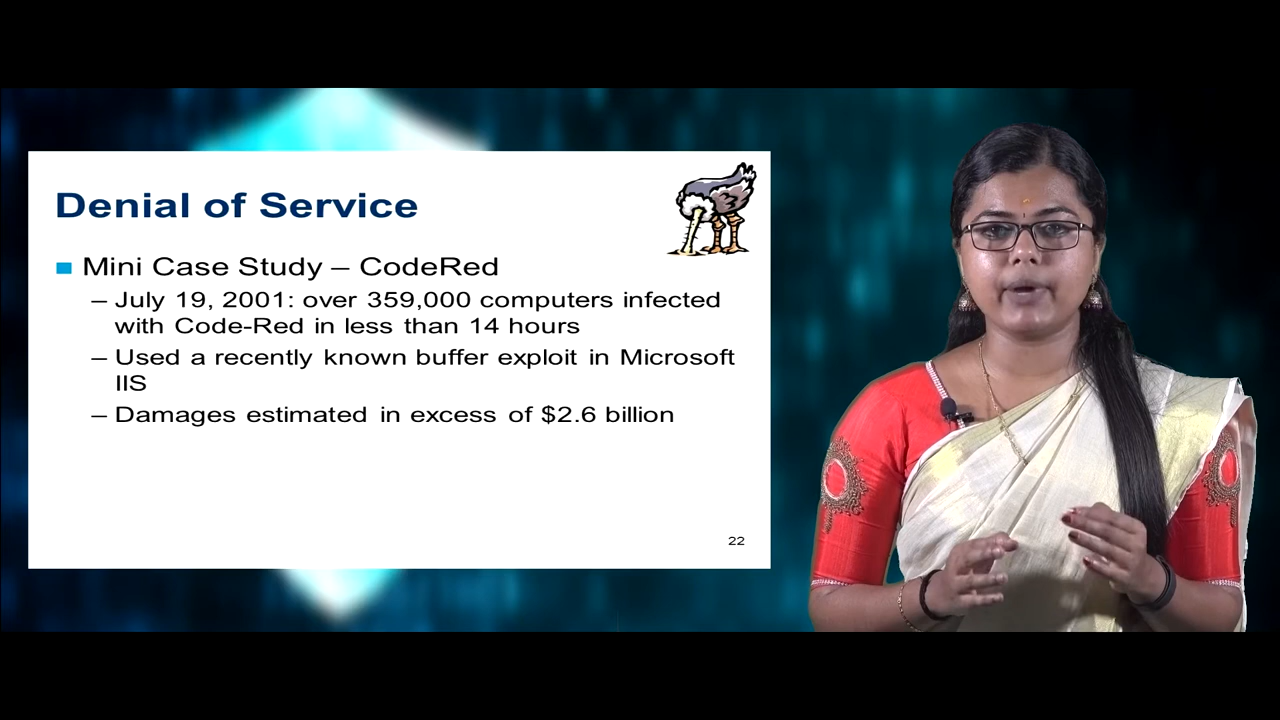 Denial of Service
Mini Case Study – CodeRed
– July 19, 2001: over 359,000 computers infected
with Code-Red in less than 14 hours
– Used a recently known buffer exploit in Microsoft
IIS
– Damages estimated in excess of $2.6 billion
22